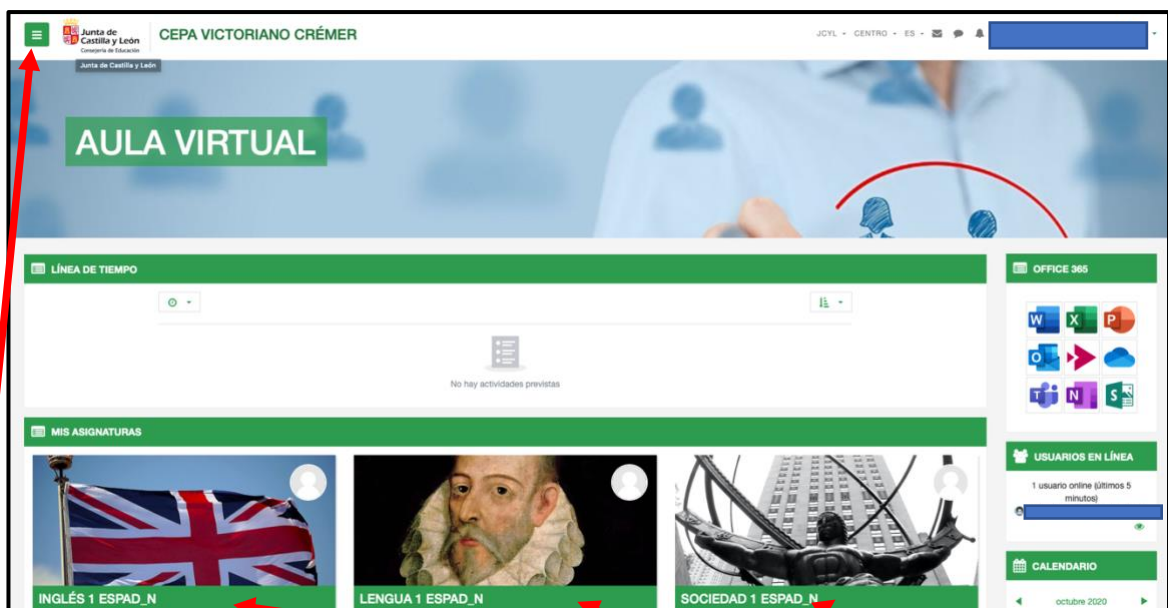 Junta de
Castilla y León
Consejería de Educación
CEPA VICTORIANO CRÉMER
JCYL - CENTRO - ES -
Junta de Castilla y León
AULA VIRTUAL
LÍNEA DE TIEMPO
No hay actividades previstas
MIS ASIGNATURAS
INGLÉS 1 ESPAD_N
LENGUA 1 ESPAD_N
SOCIEDAD 1 ESPAD_N
OFFICE 365
W X P
O
T N S
USUARIOS EN LÍNEA
1 usuario online (últimos 5
minutos)
CALENDARIO
octubre 2020